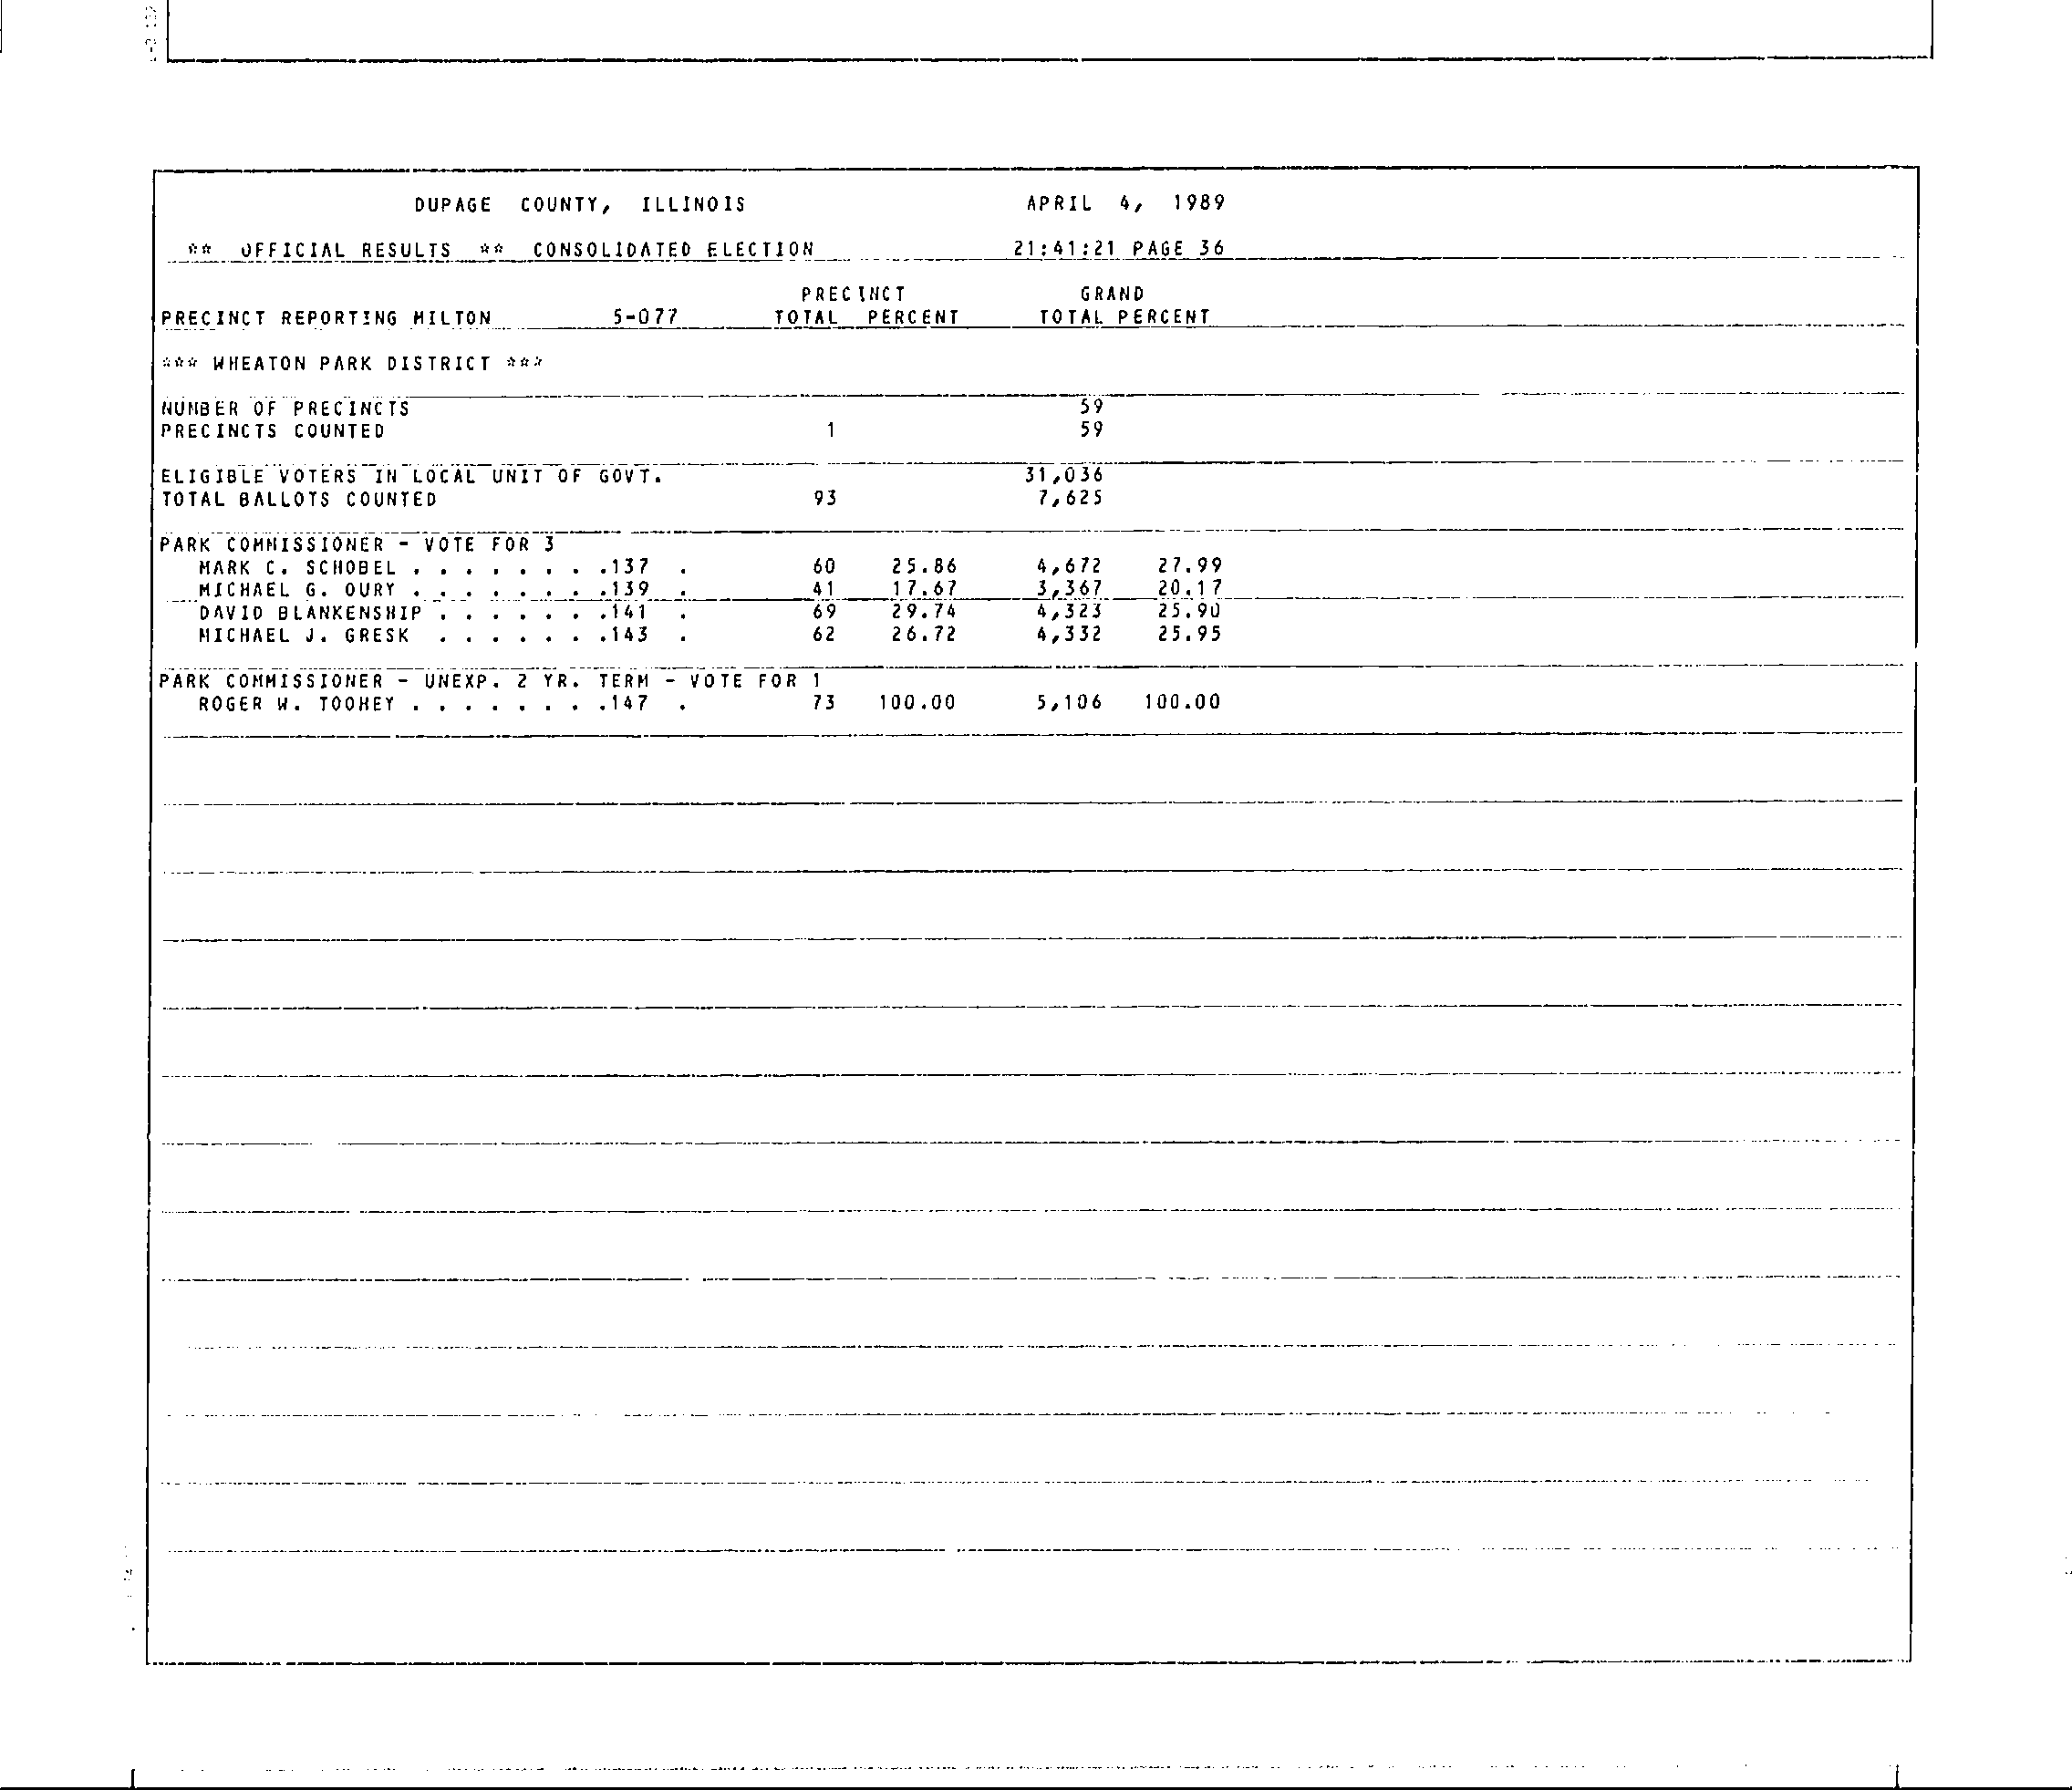 DUPAGE COUNTY, ILLINOIS APRIL 4, 1989
** OFFICIAL RESULTS ** CONSOLIDATED ELECTION 21:41:21 PAGE 36
PRECINCT GRAND
PRECINCT REPORTING MILTON 5-077 TOTAL PERCENT TOTAL PERCENT
*** WHEATON PARK DISTRICT ***
NUMBER OF PRECINCTS 59
PRECINCTS COUNTED 1 59
ELIGIBLE VOTERS IN LOCAL UNIT OF GOVT. 31,036
TOTAL BALLOTS COUNTED 93 7,625
PARK COMMISSIONER - VOTE FOR 3
MARK C. SCHOBEL . . . . . . . .137 . 60 25.86 4,672 27.99
MICHAEL G. OURY . . . . . . . .139 . 41 17.67 3,367 20.17
DAVID BLANKENSHIP . . . . . . .141 . 69 29.74 4,323 25.90
MICHAEL J. GRESK . . . . . . .143 . 62 26.72 4,332 25.95
PARK COMMISSIONER - UNEXP. 2 YR. TERM - VOTE FOR 1
ROGER W. TOOHEY . . . . . . . .147 . 73 100.00 5,106 100.00